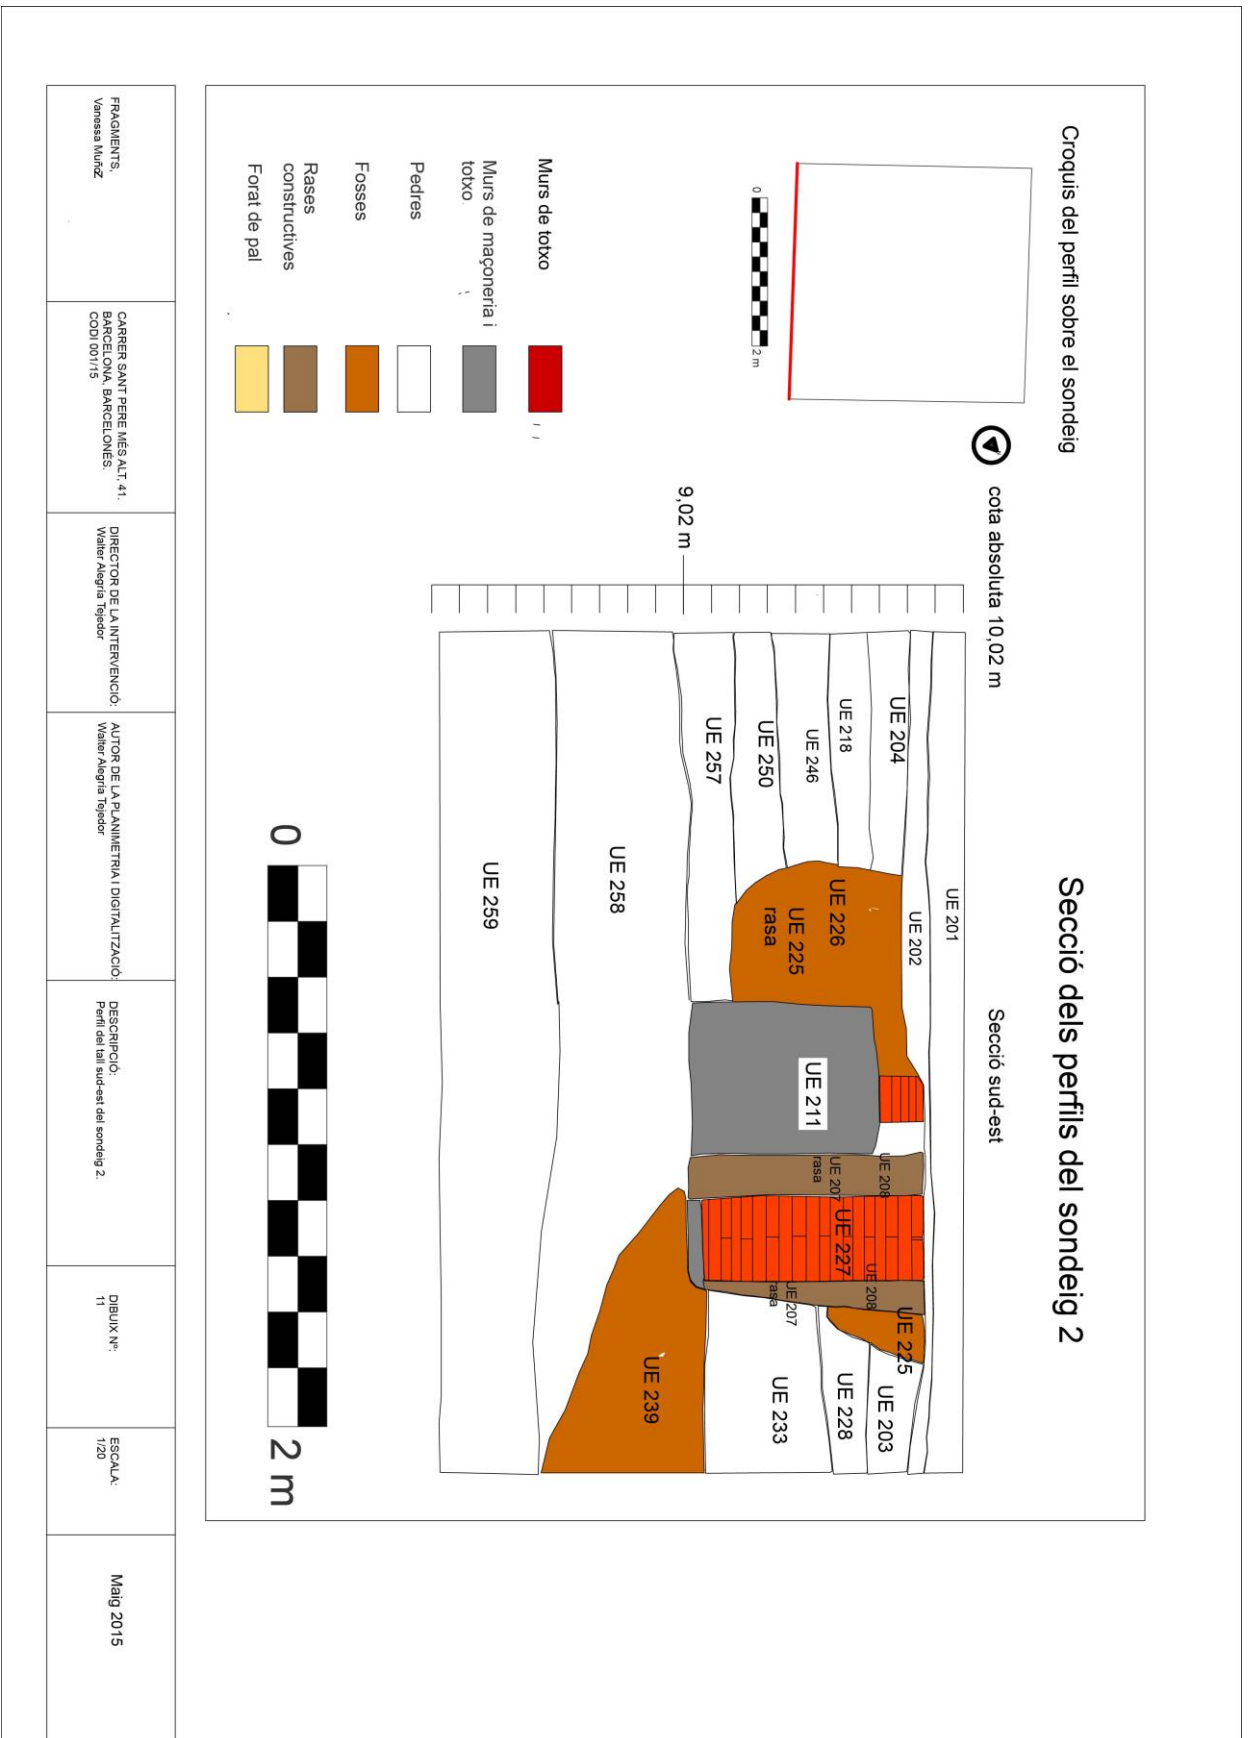 Secció dels perfils del sondeig 2
Croquis del perfil sobre el sondeig
0
2 m
cota absoluta 10,02 m
Secció sud-est
9,02 m
UE 201
UE 202
UE 204
UE 218
UE 246
UE 250
UE 257
UE 258
UE 259
UE 226
UE 225
rasa
UE 211
UE 208
UE 207
rasa
UE 227
UE 208
UE 207
rasa
UE 225
UE 203
UE 228
UE 233
UE 239
Murs de totxo
Murs de maçoneria i
totxo
Pedres
Fosses
Rases
constructives
Forat de pal
0
2 m
FRAGMENTS,
Vanessa Muñoz
CARRER SANT PERE MÉS ALT, 41.
BARCELONA, BARCELONÈS.
CODI 001/15
DIRECTOR DE LA INTERVENCIÓ:
Walter Alegría Tejedor
AUTOR DE LA PLANIMETRIA I DIGITALITZACIÓ:
Walter Alegría Tejedor
DESCRIPCIÓ:
Perfil del tall sud-est del sondeig 2.
DIBUIX Nº:
11
ESCALA:
1/20
Maig 2015